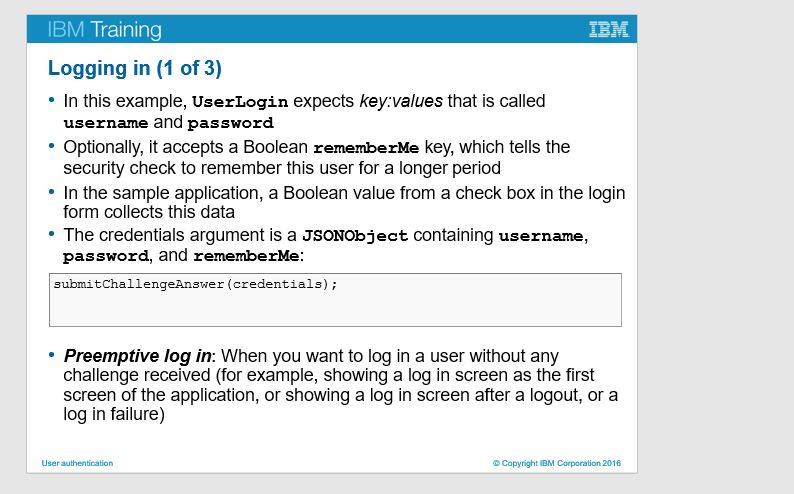 IBM Training
IBM
Logging in (1 of 3)
• In this example, UserLogin expects key:values that is called
username and password
• Optionally, it accepts a Boolean rememberMe key, which tells the
security check to remember this user for a longer period
• In the sample application, a Boolean value from a check box in the login
form collects this data
• The credentials argument is a JSONObject containing username,
password, and rememberMe:
submitChallengeAnswer(credentials);
• Preemptive log in: When you want to log in a user without any
challenge received (for example, showing a log in screen as the first
screen of the application, or showing a log in screen after a logout, or a
log in failure)
User authentication
© Copyright IBM Corporation 2016